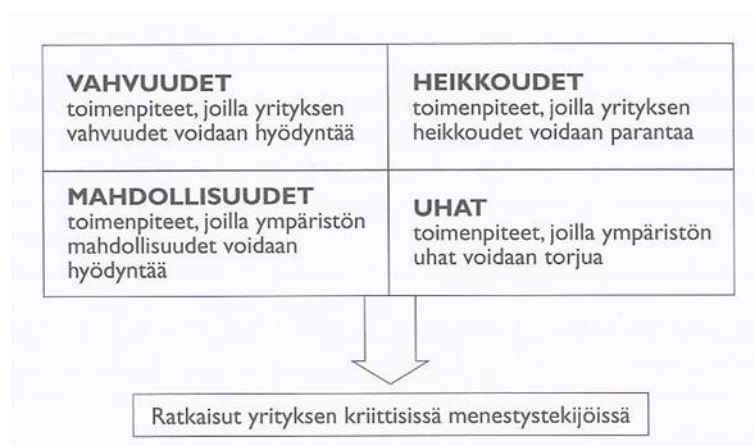 VAHVUUDET
toimenpiteet, joilla yrityksen
vahvuudet voidaan hyödyntää
HEIKKOUDET
toimenpiteet, joilla yrityksen
heikkoudet voidaan parantaa
MAHDOLLISUUDET
toimenpiteet, joilla ympäristön
mahdollisuudet voidaan
hyödyntää
UHAT
toimenpiteet, joilla ympäristön
uhat voidaan torjua
Ratkaisut yrityksen kriittisissä menestystekijöissä